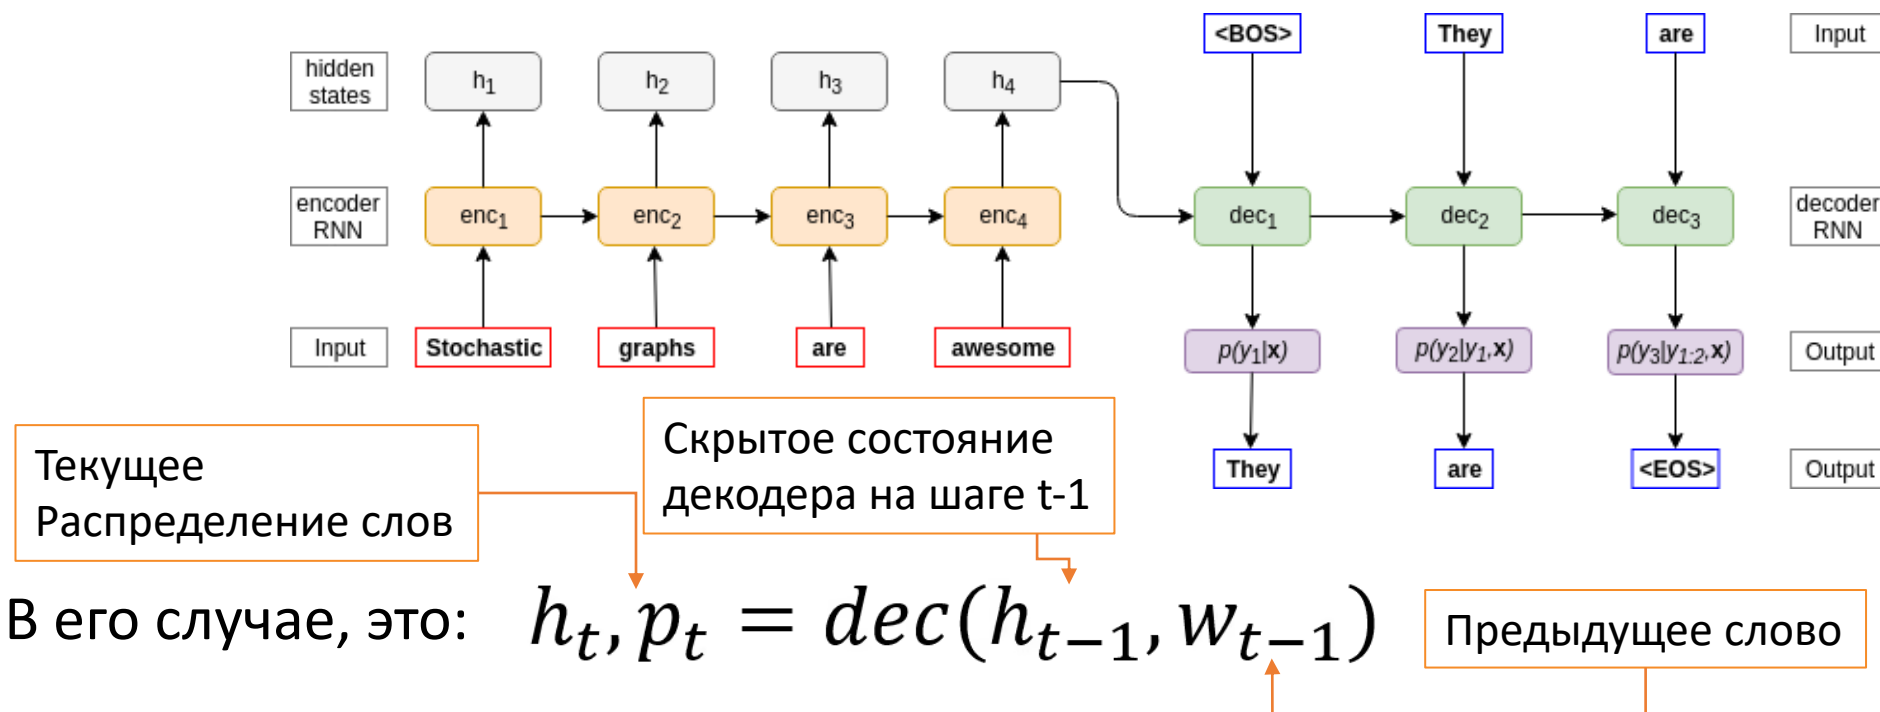 <BOS> They are Input
hidden
states
h1 h2 h3 h4
encoder
RNN
enc1 enc2 enc3 enc4 dec1 dec2 dec3
decoder
RNN
Input Stochastic graphs are awesome
p(y1|x) p(y2|y1,x) p(y3|y1:2,x) Output
They are <EOS> Output
Текущее
Распределение слов
Скрытое состояние
декодера на шаге t-1
В его случае, это: ht, pt = dec(ht−1, wt−1)
Предыдущее слово